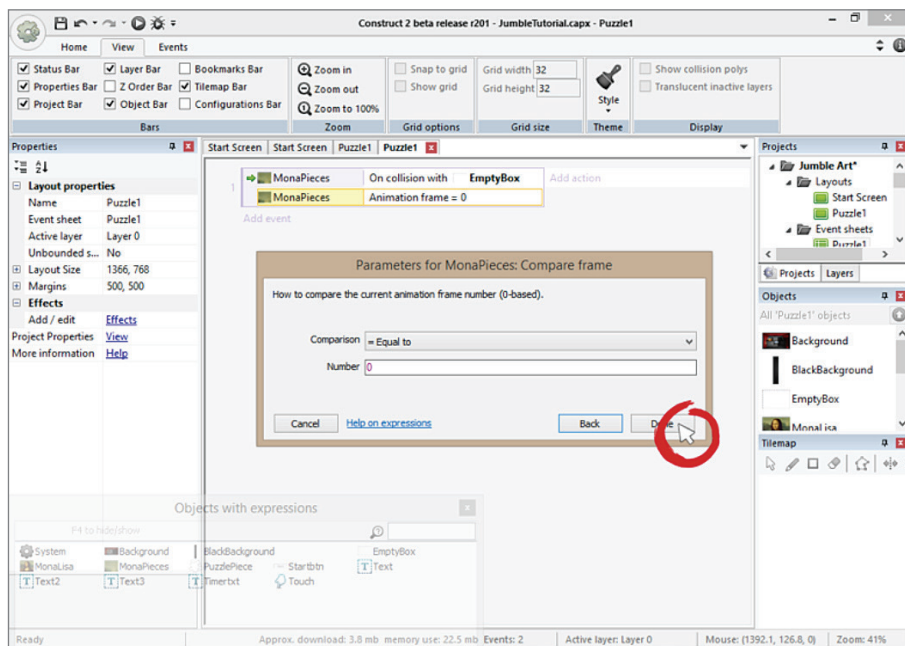 Construct 2 beta release r201 - JumbleTutorial.capx - Puzzle1
Home View Events
Status Bar Layer Bar Bookmarks Bar
Properties Bar Z Order Bar Tilemap Bar
Project Bar Object Bar Configurations Bar
Bars
Zoom in
Zoom out
Zoom to 100%
Zoom
Snap to grid
Show grid
Grid options
Grid width 32
Grid height 32
Grid size
Style
Theme
Show collision polys
Translucent inactive layers
Display
Properties
Layout properties
Name Puzzle1
Event sheet Puzzle1
Active layer Layer 0
Unbounded s... No
Layout Size 1366, 768
Margins 500, 500
Effects
Add / edit Effects
Project Properties View
More information Help
Start Screen Start Screen Puzzle1 Puzzle1
1
MonaPieces On collision with EmptyBox Add action
MonaPieces Animation frame = 0
Add event
Parameters for MonaPieces: Compare frame
How to compare the current animation frame number (0-based).
Comparison = Equal to
Number 0
Cancel Help on expressions Back
Objects with expressions
F4 to hide/show
System Background BlackBackground EmptyBox
MonaLisa MonaPieces PuzzlePiece Startbtn Text
Text2 Text3 Timertxt Touch
Projects
Jumble Art*
Layouts
Start Screen
Puzzle1
Event sheets
Puzzle1
Projects Layers
Objects
All 'Puzzle1' objects
Background
BlackBackground
EmptyBox
MonaLisa
Tilemap
Ready Approx. download: 3.8 mb memory use: 22.5 mb Events: 2 Active layer: Layer 0 Mouse: (1392.1, 126.8, 0) Zoom: 41%